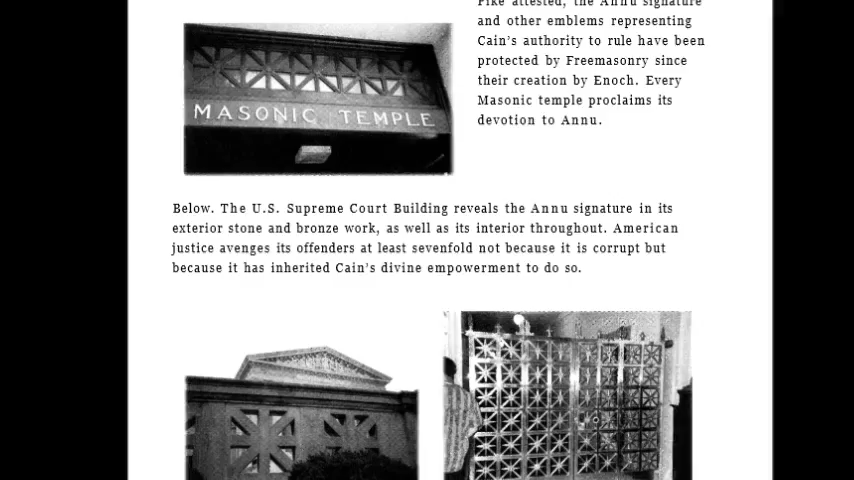 Pike attested, the Annu signature
and other emblems representing
Cain's authority to rule have been
protected by Freemasonry since
their creation by Enoch. Every
Masonic temple proclaims its
devotion to Annu.
MASONIC TEMPLE
Below. The U.S. Supreme Court Building reveals the Annu signature in its
exterior stone and bronze work, as well as its interior throughout. American
justice avenges its offenders at least sevenfold not because it is corrupt but
because it has inherited Cain's divine empowerment to do so.